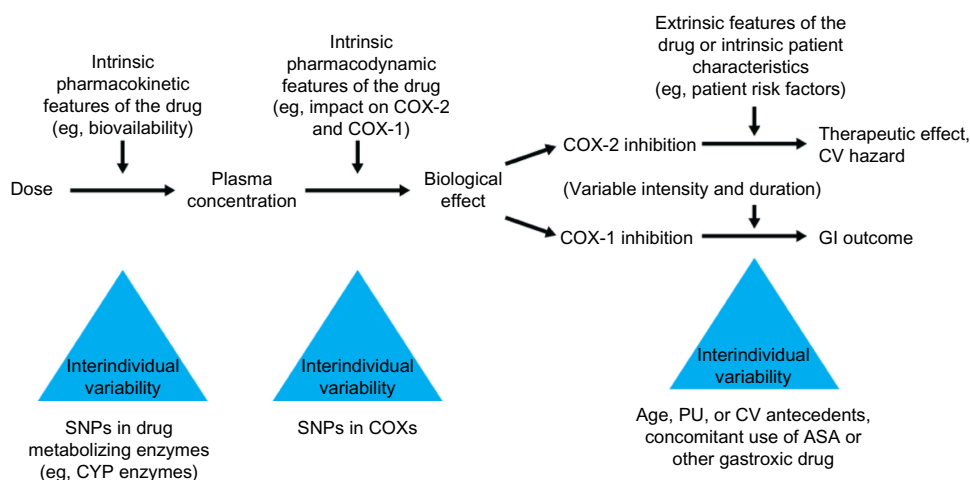 Intrinsic
pharmacokinetic
features of the drug
(eg, biovailability)
Intrinsic
pharmacodynamic
features of the drug
(eg, impact on COX-2
and COX-1)
Extrinsic features of the
drug or intrinsic patient
characteristics
(eg, patient risk factors)
Dose
Plasma
concentration
Biological
effect
COX-2 inhibition
Therapeutic effect,
CV hazard
(Variable intensity and duration)
COX-1 inhibition
GI outcome
Interindividual
variability
Interindividual
variability
Interindividual
variability
SNPs in drug
metabolizing enzymes
(eg, CYP enzymes)
SNPs in COXs
Age, PU, or CV antecedents,
concomitant use of ASA or
other gastroxic drug